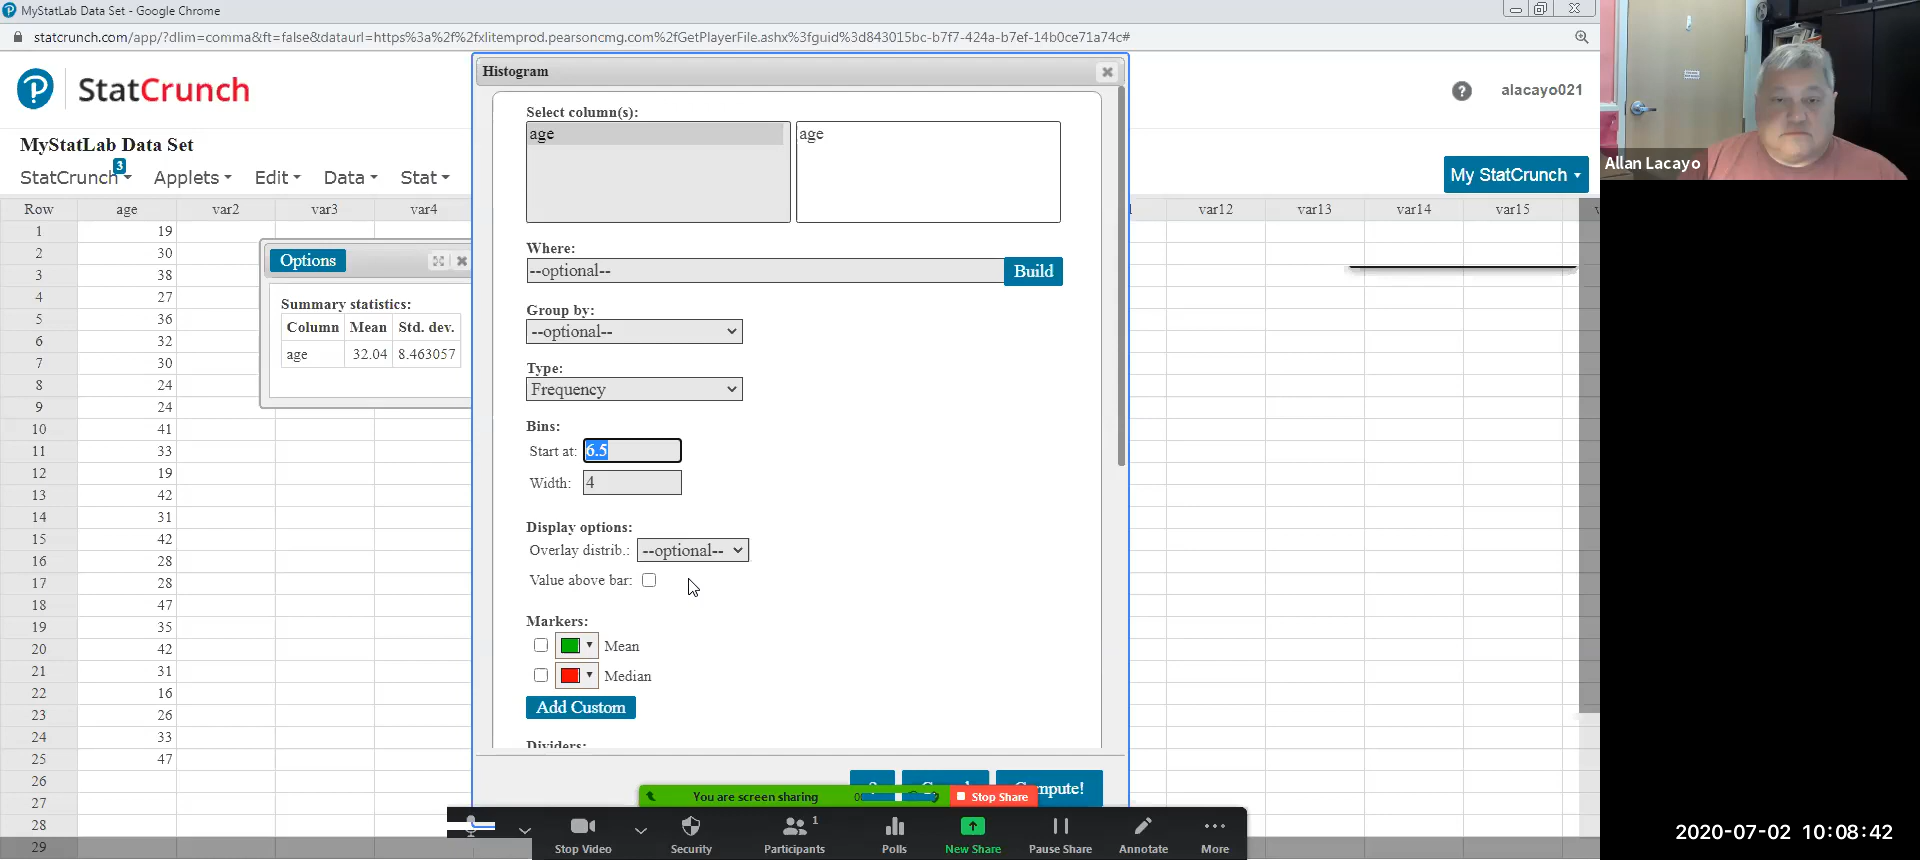 MyStatLab Data Set - Google Chrome
statcrunch.com/app/?dlim=comma&ft=false&dataurl=https%3a%2f%2fxlitemprod.pearsoncmg.com%2fGetPlayerFile.ashx%3fguid%3d843015bc-b7f7-424a-b7ef-14b0ce71a74c#
P StatCrunch
? alacayo021
MyStatLab Data Set
StatCrunch 3 Applets Edit Data Stat
My StatCrunch
Row age var2 var3 var4 var12 var13 var14 var15
1 19
2 30
3 38
4 27
5 36
6 32
7 30
8 24
9 24
10 41
11 33
12 19
13 42
14 31
15 42
16 28
17 28
18 47
19 35
20 42
21 31
22 16
23 26
24 33
25 47
26
27
28
29
Options
Summary statistics:
Column Mean Std. dev.
age 32.04 8.463057
Histogram
Select column(s):
age age
Where:
--optional-- Build
Group by:
--optional--
Type:
Frequency
Bins:
Start at: 6.5
Width: 4
Display options:
Overlay distrib.: --optional--
Value above bar:
Markers:
Mean
Median
Add Custom
Dividers:
You are screen sharing
Stop Share
Stop Video
Security
Participants 1
Polls
New Share
Pause Share
Annotate
More
Allan Lacayo
2020-07-02 10:08:42